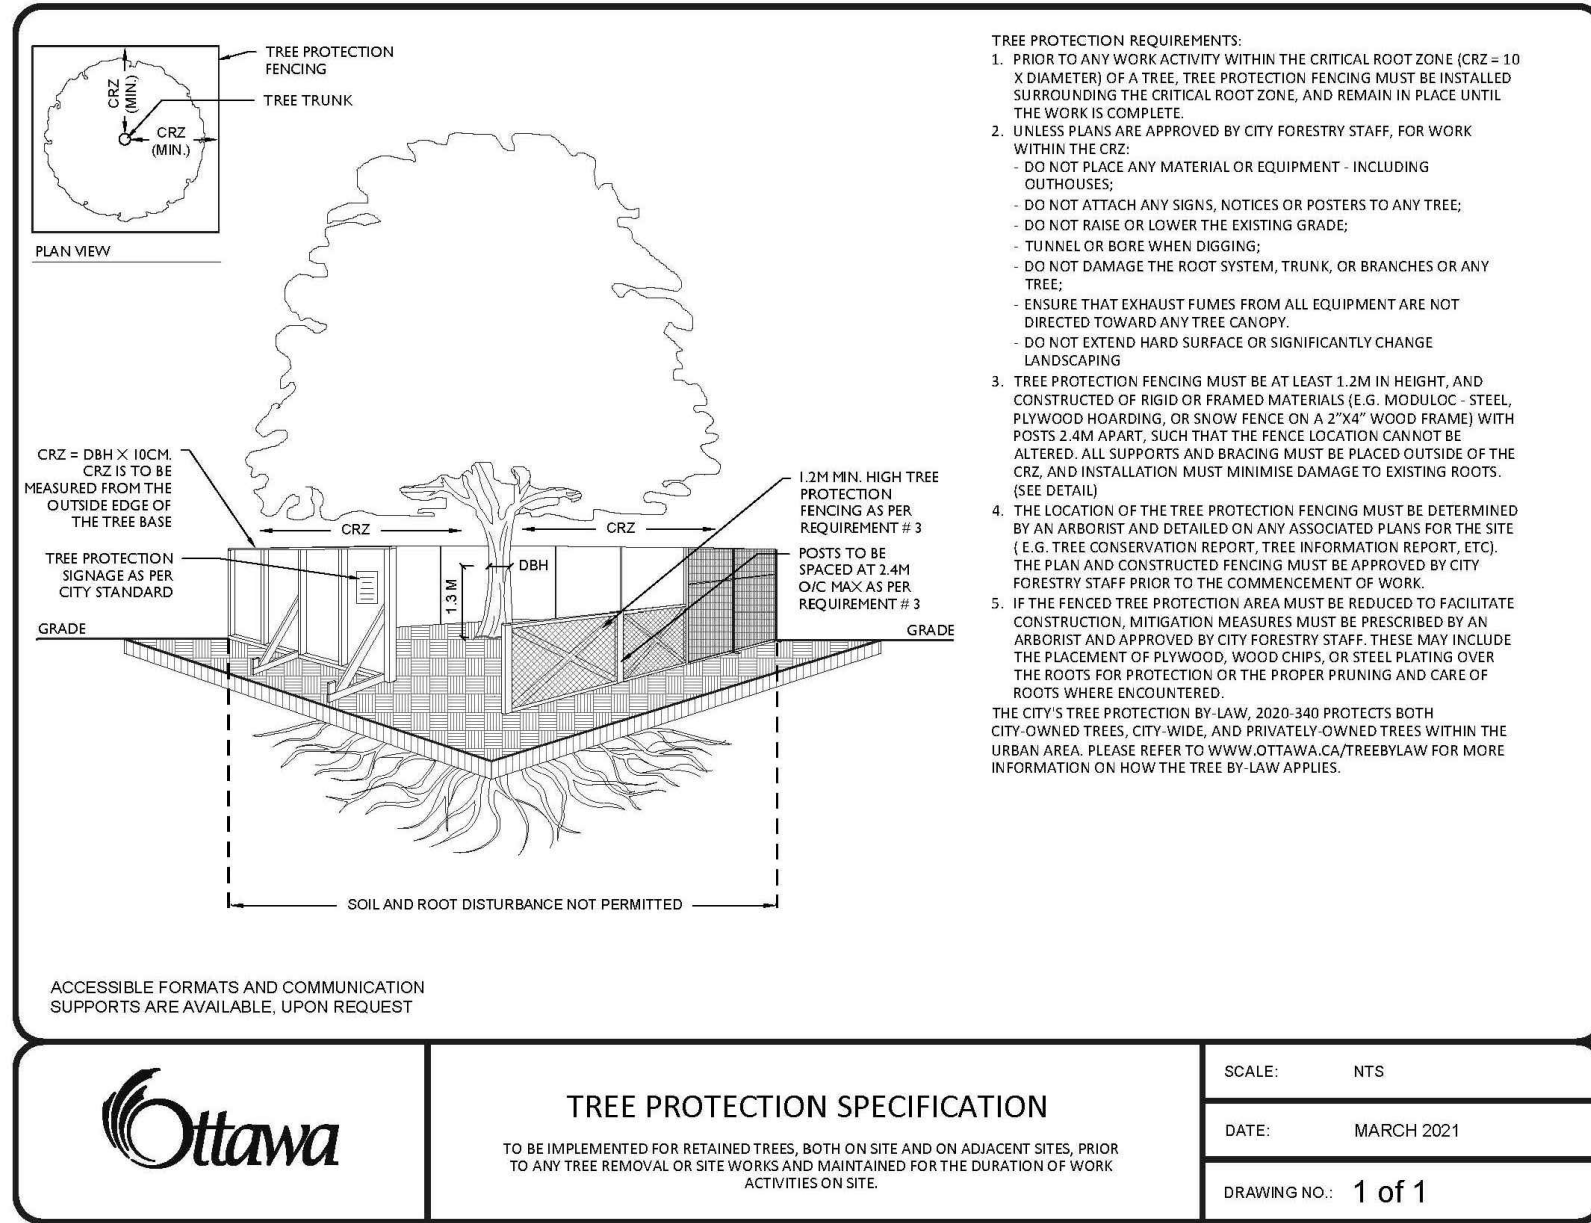 TREE PROTECTION
FENCING
TREE TRUNK
CRZ
(MIN.)
CRZ
(MIN.)
PLAN VIEW
CRZ = DBH X 10CM.
CRZ IS TO BE
MEASURED FROM THE
OUTSIDE EDGE OF
THE TREE BASE
TREE PROTECTION
SIGNAGE AS PER
CITY STANDARD
GRADE
CRZ
CRZ
DBH
1.3 M
1.2M MIN. HIGH TREE
PROTECTION
FENCING AS PER
REQUIREMENT # 3
POSTS TO BE
SPACED AT 2.4M
O/C MAX AS PER
REQUIREMENT # 3
GRADE
SOIL AND ROOT DISTURBANCE NOT PERMITTED
ACCESSIBLE FORMATS AND COMMUNICATION
SUPPORTS ARE AVAILABLE, UPON REQUEST
TREE PROTECTION REQUIREMENTS:
1. PRIOR TO ANY WORK ACTIVITY WITHIN THE CRITICAL ROOT ZONE (CRZ = 10
X DIAMETER) OF A TREE, TREE PROTECTION FENCING MUST BE INSTALLED
SURROUNDING THE CRITICAL ROOT ZONE, AND REMAIN IN PLACE UNTIL
THE WORK IS COMPLETE.
2. UNLESS PLANS ARE APPROVED BY CITY FORESTRY STAFF, FOR WORK
WITHIN THE CRZ:
- DO NOT PLACE ANY MATERIAL OR EQUIPMENT - INCLUDING
OUTHOUSES;
- DO NOT ATTACH ANY SIGNS, NOTICES OR POSTERS TO ANY TREE;
- DO NOT RAISE OR LOWER THE EXISTING GRADE;
- TUNNEL OR BORE WHEN DIGGING;
- DO NOT DAMAGE THE ROOT SYSTEM, TRUNK, OR BRANCHES OR ANY
TREE;
- ENSURE THAT EXHAUST FUMES FROM ALL EQUIPMENT ARE NOT
DIRECTED TOWARD ANY TREE CANOPY.
- DO NOT EXTEND HARD SURFACE OR SIGNIFICANTLY CHANGE
LANDSCAPING
3. TREE PROTECTION FENCING MUST BE AT LEAST 1.2M IN HEIGHT, AND
CONSTRUCTED OF RIGID OR FRAMED MATERIALS (E.G. MODULOC - STEEL,
PLYWOOD HOARDING, OR SNOW FENCE ON A 2”X4” WOOD FRAME) WITH
POSTS 2.4M APART, SUCH THAT THE FENCE LOCATION CANNOT BE
ALTERED. ALL SUPPORTS AND BRACING MUST BE PLACED OUTSIDE OF THE
CRZ, AND INSTALLATION MUST MINIMISE DAMAGE TO EXISTING ROOTS.
(SEE DETAIL)
4. THE LOCATION OF THE TREE PROTECTION FENCING MUST BE DETERMINED
BY AN ARBORIST AND DETAILED ON ANY ASSOCIATED PLANS FOR THE SITE
( E.G. TREE CONSERVATION REPORT, TREE INFORMATION REPORT, ETC).
THE PLAN AND CONSTRUCTED FENCING MUST BE APPROVED BY CITY
FORESTRY STAFF PRIOR TO THE COMMENCEMENT OF WORK.
5. IF THE FENCED TREE PROTECTION AREA MUST BE REDUCED TO FACILITATE
CONSTRUCTION, MITIGATION MEASURES MUST BE PRESCRIBED BY AN
ARBORIST AND APPROVED BY CITY FORESTRY STAFF. THESE MAY INCLUDE
THE PLACEMENT OF PLYWOOD, WOOD CHIPS, OR STEEL PLATING OVER
THE ROOTS FOR PROTECTION OR THE PROPER PRUNING AND CARE OF
ROOTS WHERE ENCOUNTERED.
THE CITY'S TREE PROTECTION BY-LAW, 2020-340 PROTECTS BOTH
CITY-OWNED TREES, CITY-WIDE, AND PRIVATELY-OWNED TREES WITHIN THE
URBAN AREA. PLEASE REFER TO WWW.OTTAWA.CA/TREEBYLAW FOR MORE
INFORMATION ON HOW THE TREE BY-LAW APPLIES.
Ottawa
TREE PROTECTION SPECIFICATION
TO BE IMPLEMENTED FOR RETAINED TREES, BOTH ON SITE AND ON ADJACENT SITES, PRIOR
TO ANY TREE REMOVAL OR SITE WORKS AND MAINTAINED FOR THE DURATION OF WORK
ACTIVITIES ON SITE.
SCALE: NTS
DATE: MARCH 2021
DRAWING NO.: 1 of 1